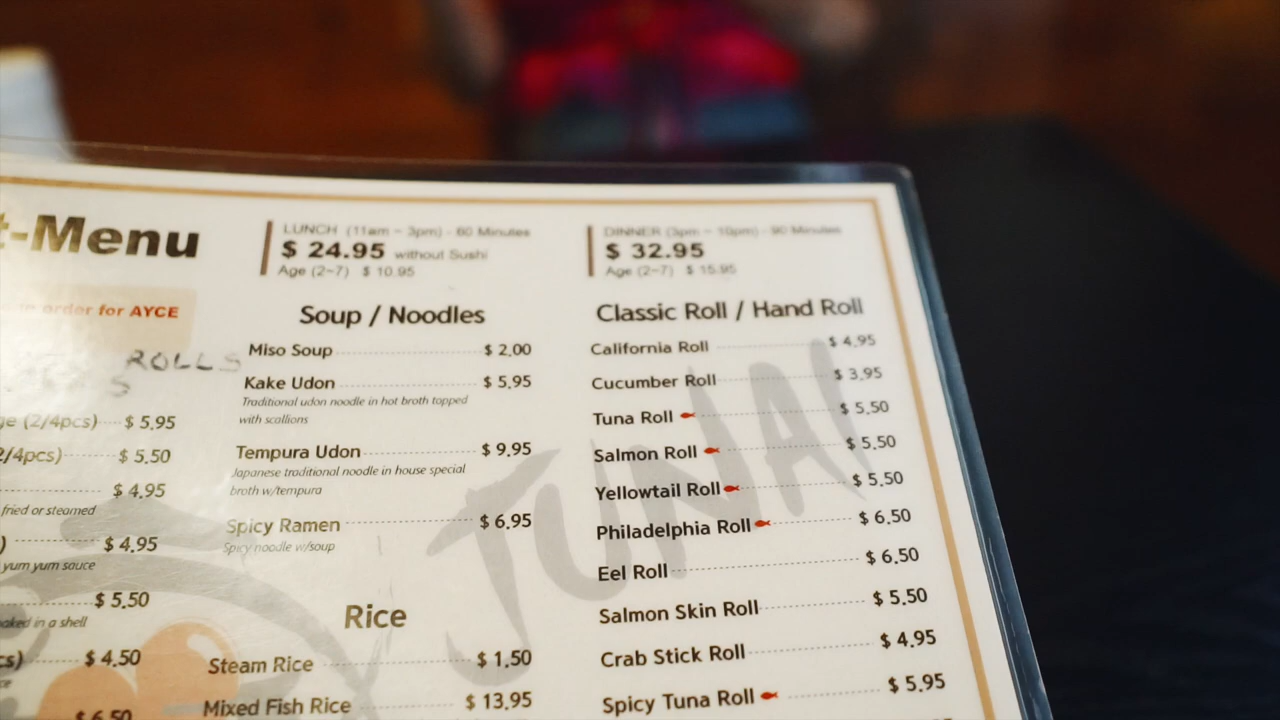 t-Menu
order for AYCE
ROLLS
S
ge (2/4pcs) $ 5.95
2/4pcs) $ 5.50
$ 4.95
fried or steamed
) $ 4.95
yum yum sauce
$ 5.50
aked in a shell
cs) $ 4.50
ce
$ 6.50
LUNCH (11am ~ 3pm) - 60 Minutes
$ 24.95 without Sushi
Age (2~7) $ 10.95
Soup / Noodles
Miso Soup $ 2.00
Kake Udon $ 5.95
Traditional udon noodle in hot broth topped
with scallions
Tempura Udon $ 9.95
Japanese traditional noodle in house special
broth w/tempura
Spicy Ramen $ 6.95
Spicy noodle w/soup
Rice
Steam Rice $ 1.50
Mixed Fish Rice $ 13.95
DINNER (3pm ~ 10pm) - 90 Minutes
$ 32.95
Age (2~7) $ 15.95
Classic Roll / Hand Roll
California Roll $ 4.95
Cucumber Roll $ 3.95
Tuna Roll $ 5.50
Salmon Roll $ 5.50
Yellowtail Roll $ 5.50
Philadelphia Roll $ 6.50
Eel Roll $ 6.50
Salmon Skin Roll $ 5.50
Crab Stick Roll $ 4.95
Spicy Tuna Roll $ 5.95
JUNAI